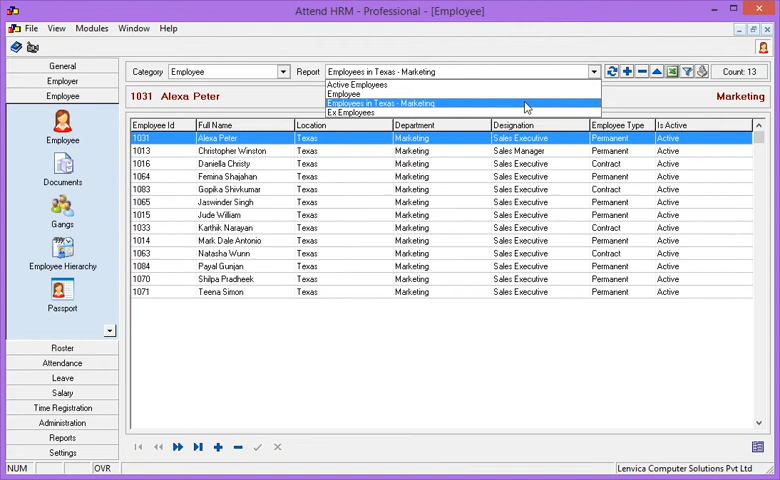 Attend HRM - Professional - [Employee]
File View Modules Window Help
General
Employer
Employee
Employee
Documents
Gangs
Employee Hierarchy
Passport
Roster
Attendance
Leave
Salary
Time Registration
Administration
Reports
Settings
Category Employee Report Employees in Texas - Marketing Count: 13
Active Employees
Employee
Employees in Texas - Marketing
Ex Employees
1031 Alexa Peter Marketing
Employee Id Full Name Location Department Designation Employee Type Is Active
1031 Alexa Peter Texas Marketing Sales Executive Permanent Active
1013 Christopher Winston Texas Marketing Sales Manager Permanent Active
1016 Daniella Christy Texas Marketing Sales Executive Contract Active
1064 Femina Shajahan Texas Marketing Sales Executive Permanent Active
1083 Gopika Shivkumar Texas Marketing Sales Executive Contract Active
1065 Jaswinder Singh Texas Marketing Sales Executive Permanent Active
1015 Jude William Texas Marketing Sales Executive Permanent Active
1033 Karthik Narayan Texas Marketing Sales Executive Contract Active
1014 Mark Dale Antonio Texas Marketing Sales Executive Permanent Active
1063 Natasha Wunn Texas Marketing Sales Executive Contract Active
1084 Payal Gunjan Texas Marketing Sales Executive Permanent Active
1070 Shilpa Pradheek Texas Marketing Sales Executive Permanent Active
1071 Teena Simon Texas Marketing Sales Executive Permanent Active
NUM OVR Lenvica Computer Solutions Pvt Ltd